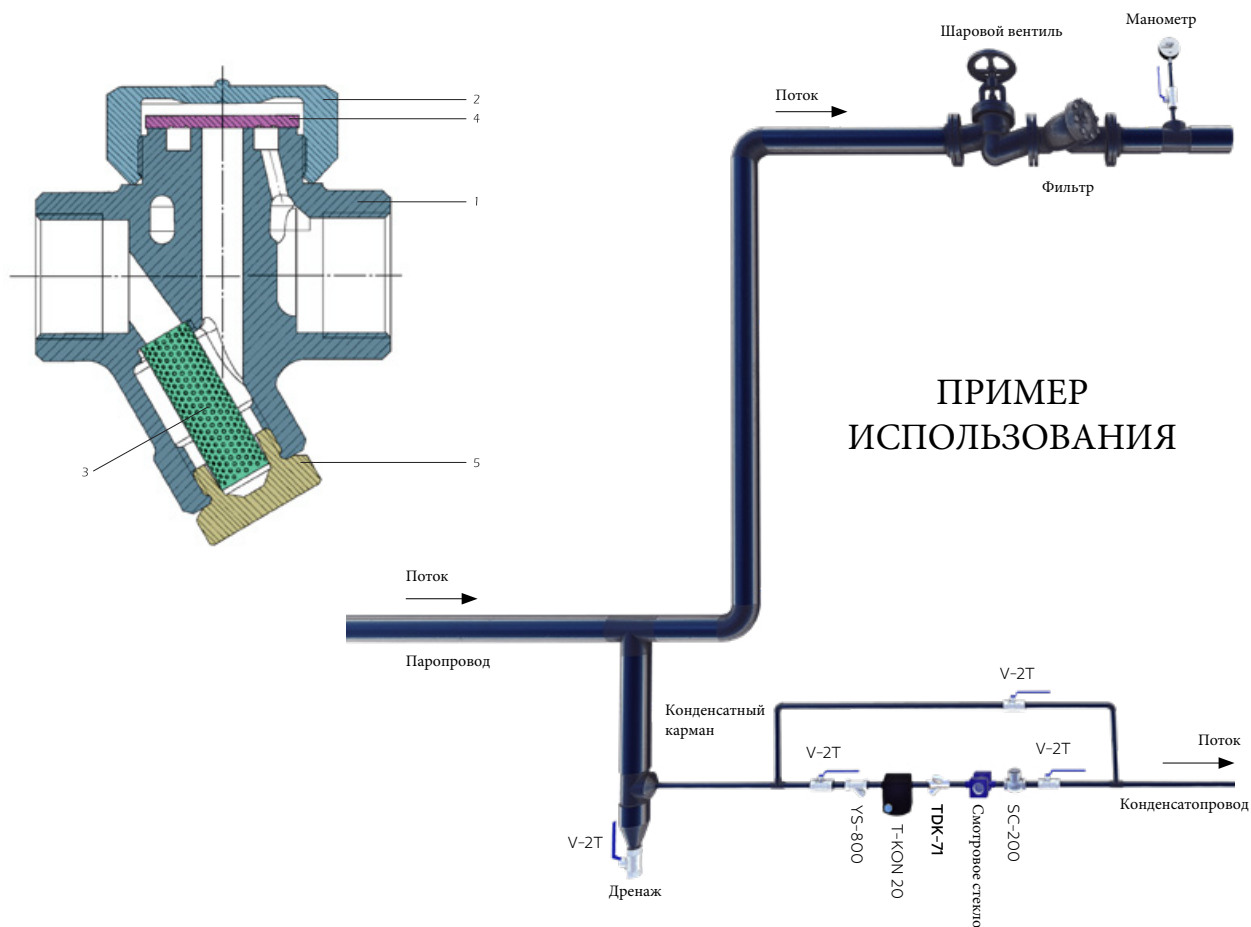 2
4
1
3
5
Шаровой вентиль
Манометр
Поток
Фильтр
ПРИМЕР
ИСПОЛЬЗОВАНИЯ
Поток
Паропровод
Конденсатный
карман
V-2T
V-2T
V-2T
Поток
Конденсатопровод
YS-800
T-KON 20
TDK-71
Смотровое стекло
SC-200
V-2T
Дренаж